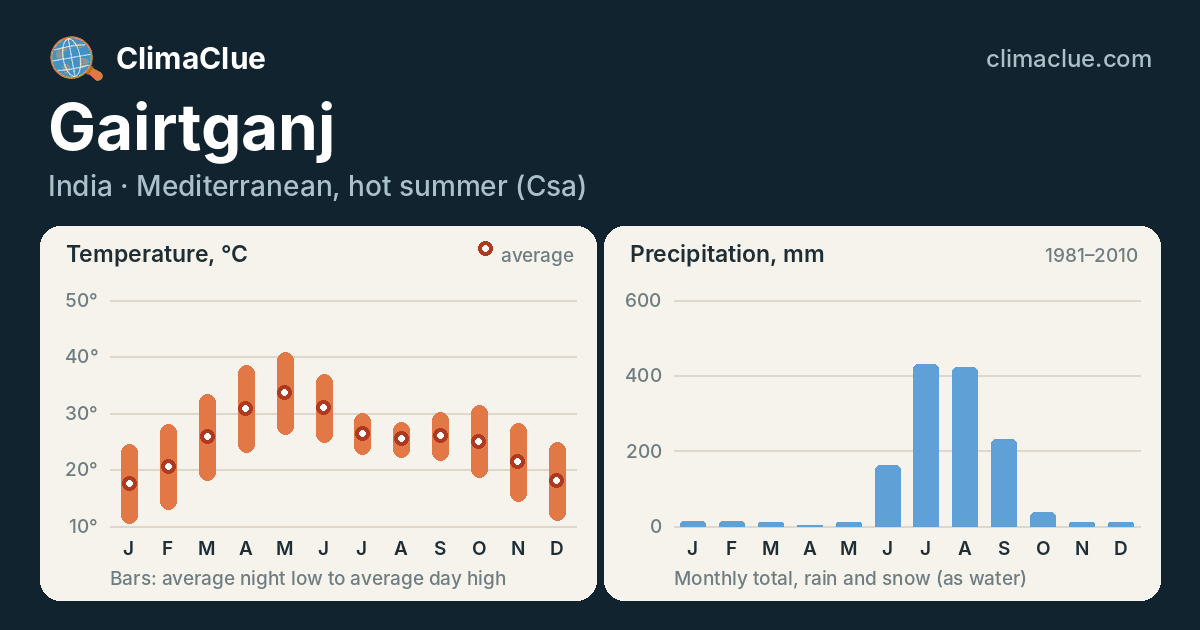 ClimaClue
climaclue.com
Gairtganj
India · Mediterranean, hot summer (Csa)
Temperature, °C
average
50°
40°
30°
20°
10°
J F M A M J J A S O N D
Bars: average night low to average day high
Precipitation, mm
1981–2010
600
400
200
0
J F M A M J J A S O N D
Monthly total, rain and snow (as water)